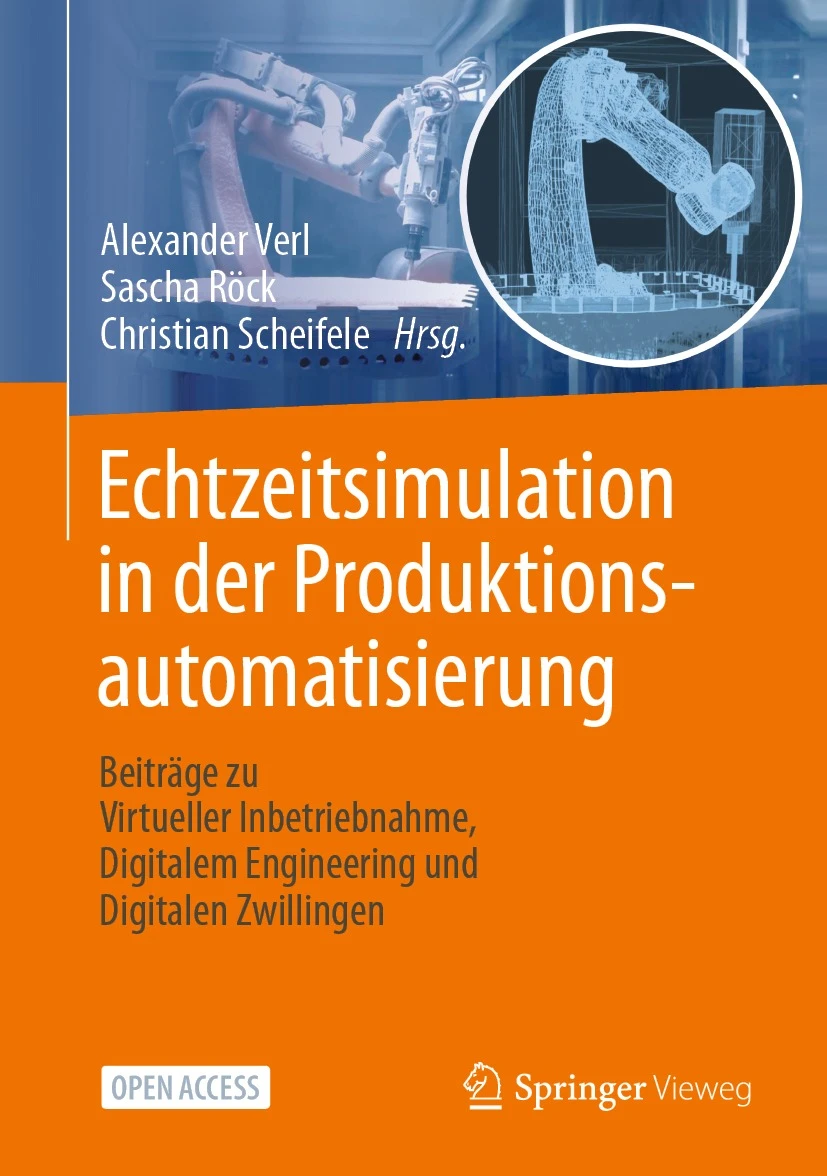 Alexander Verl
Sascha Röck
Christian Scheifele Hrsg.
Echtzeitsimulation
in der Produktions-
automatisierung
Beiträge zu
Virtueller Inbetriebnahme,
Digitalem Engineering und
Digitalen Zwillingen
OPEN ACCESS
Springer Vieweg